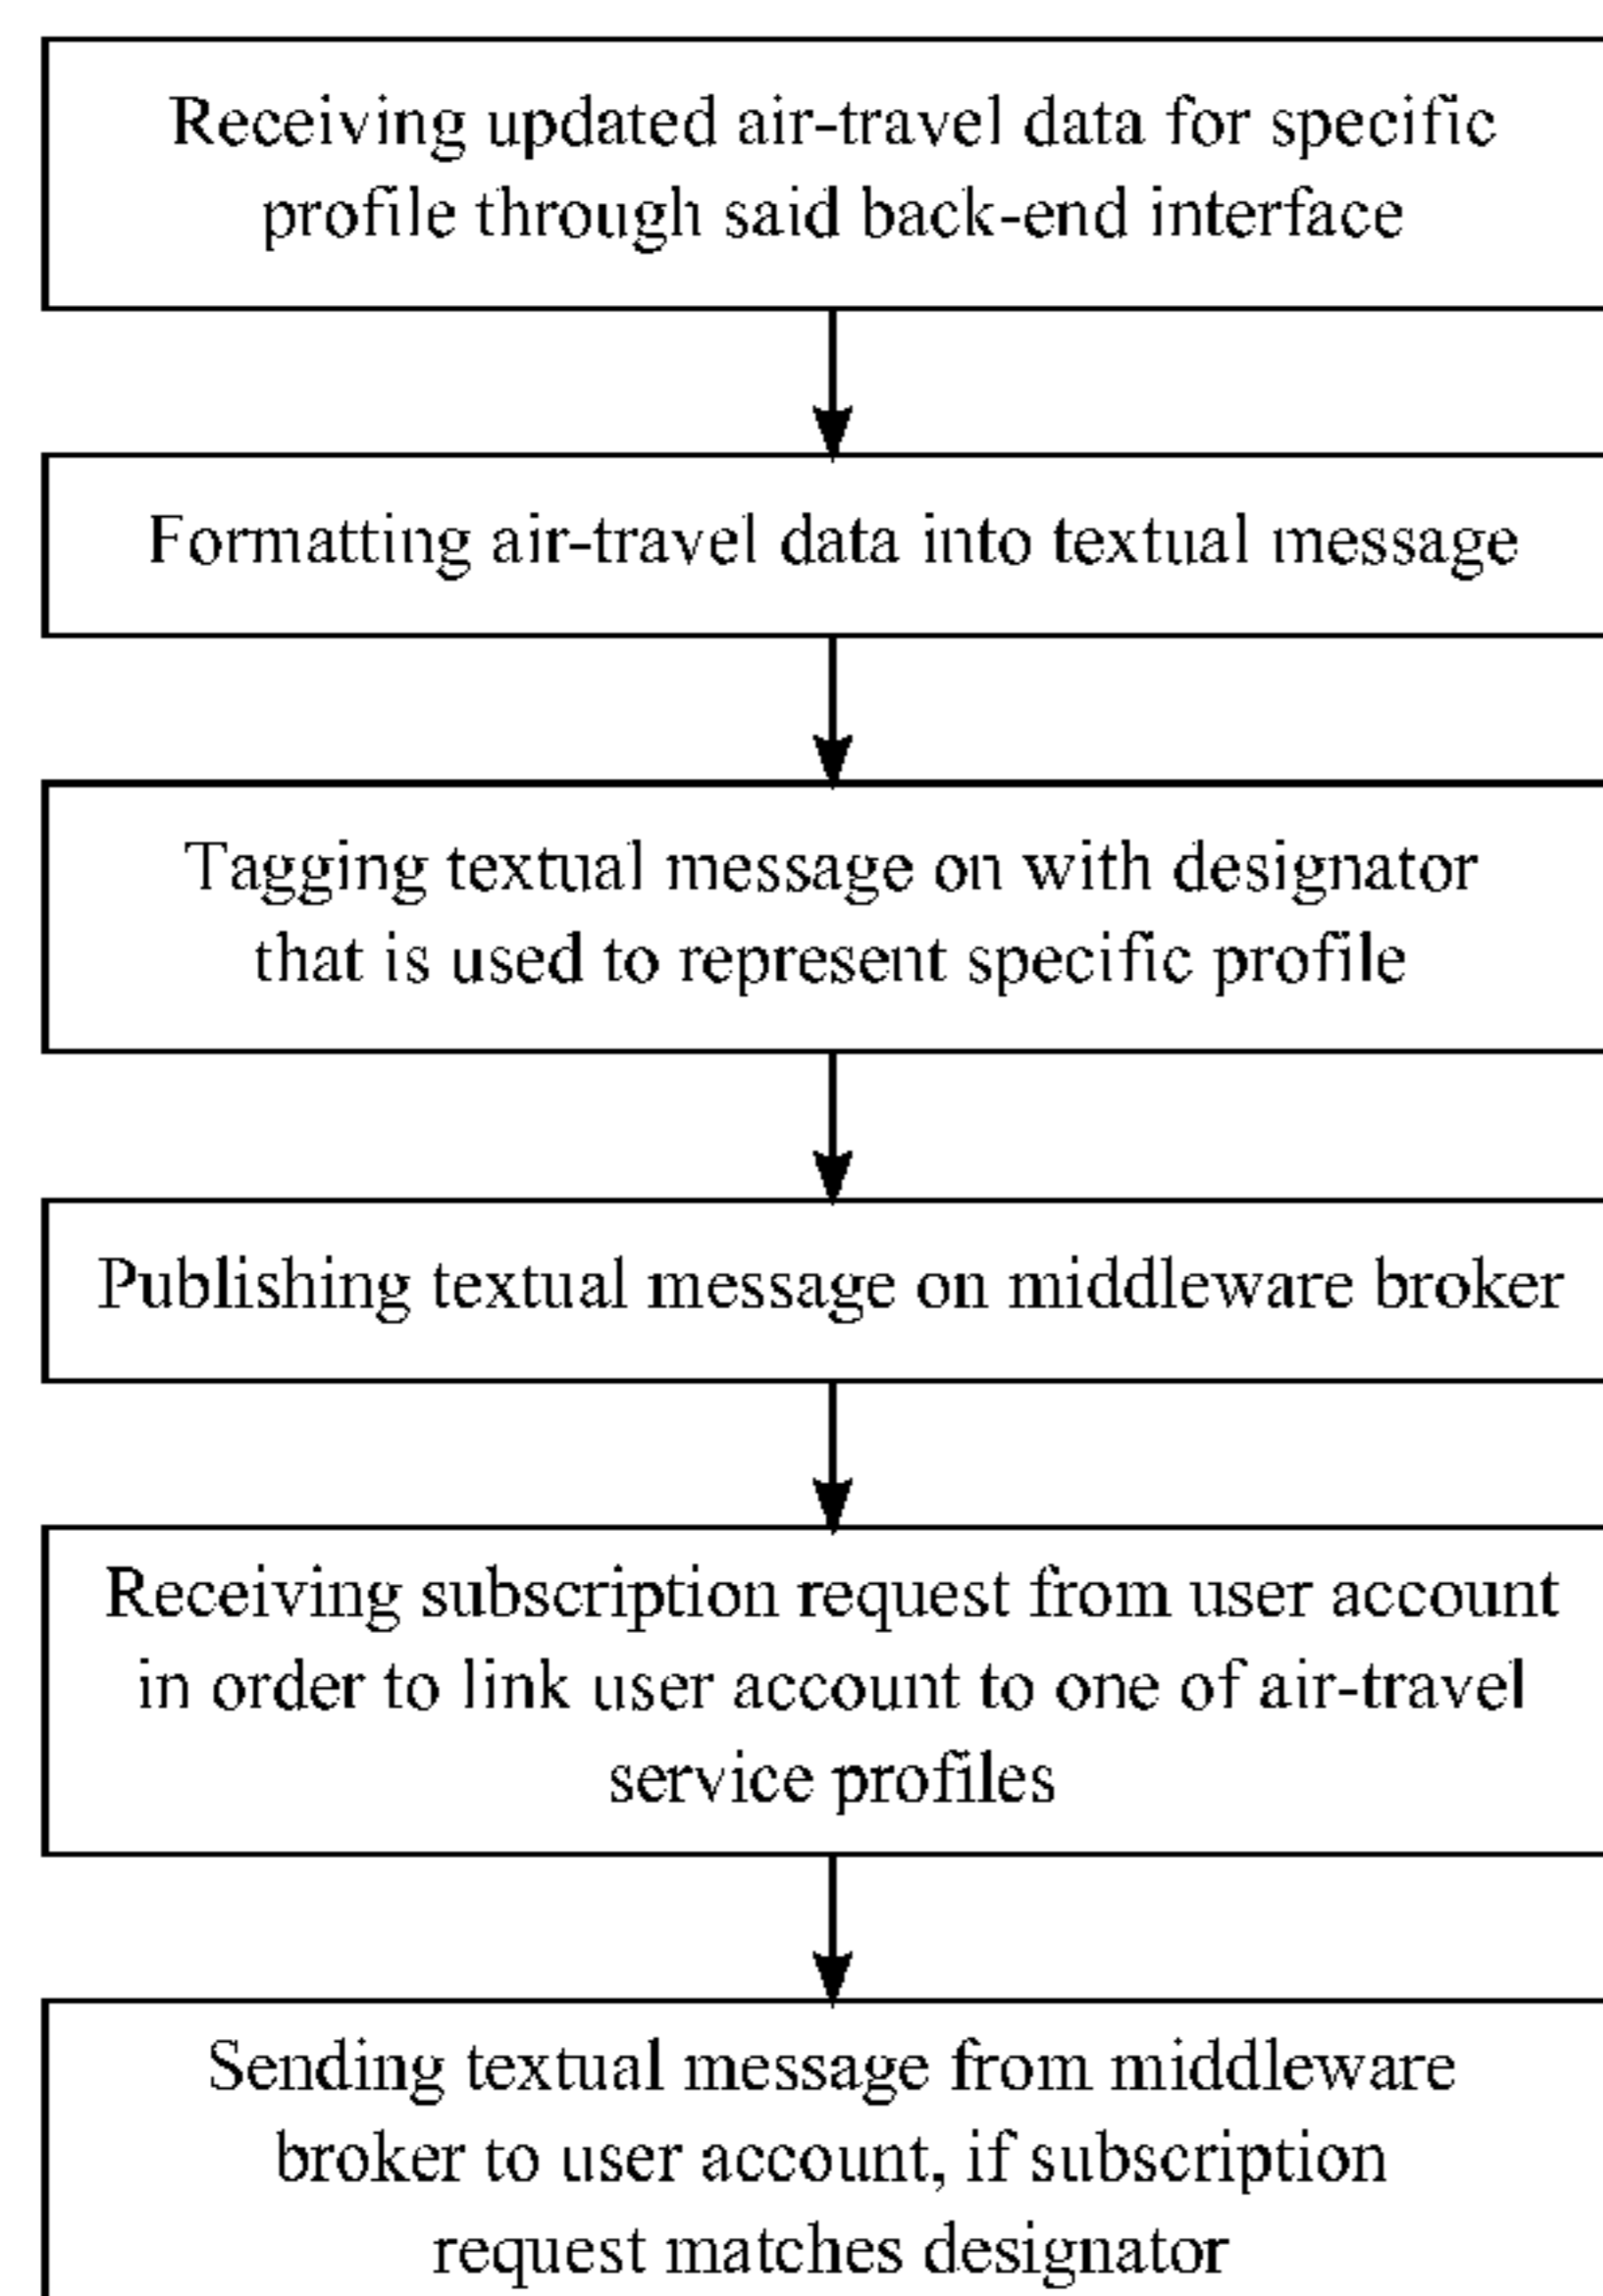 Receiving updated air-travel data for specific
profile through said back-end interface
Formatting air-travel data into textual message
Tagging textual message on with designator
that is used to represent specific profile
Publishing textual message on middleware broker
Receiving subscription request from user account
in order to link user account to one of air-travel
service profiles
Sending textual message from middleware
broker to user account, if subscription
request matches designator